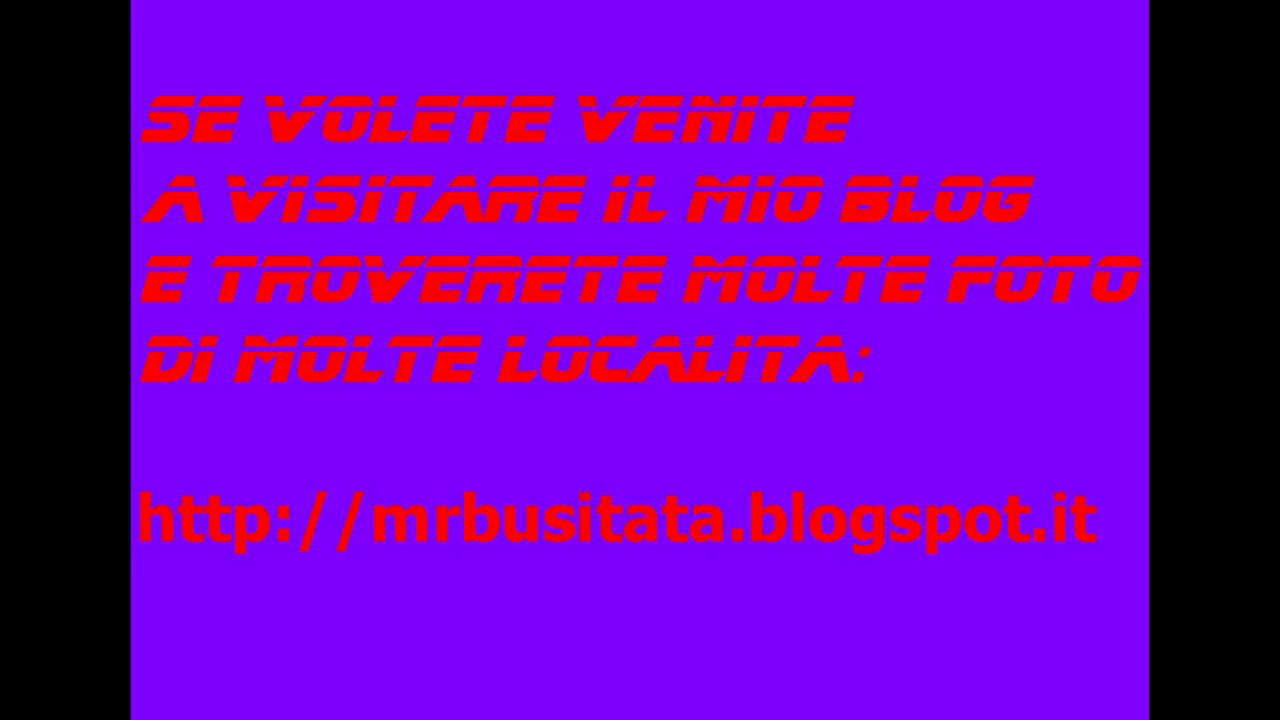 SE VOLETE VENITE
A VISITARE IL MIO BLOG
E TROVERETE MOLTE FOTO
DI MOLTE LOCALITA:
http://mrbusitata.blogspot.it